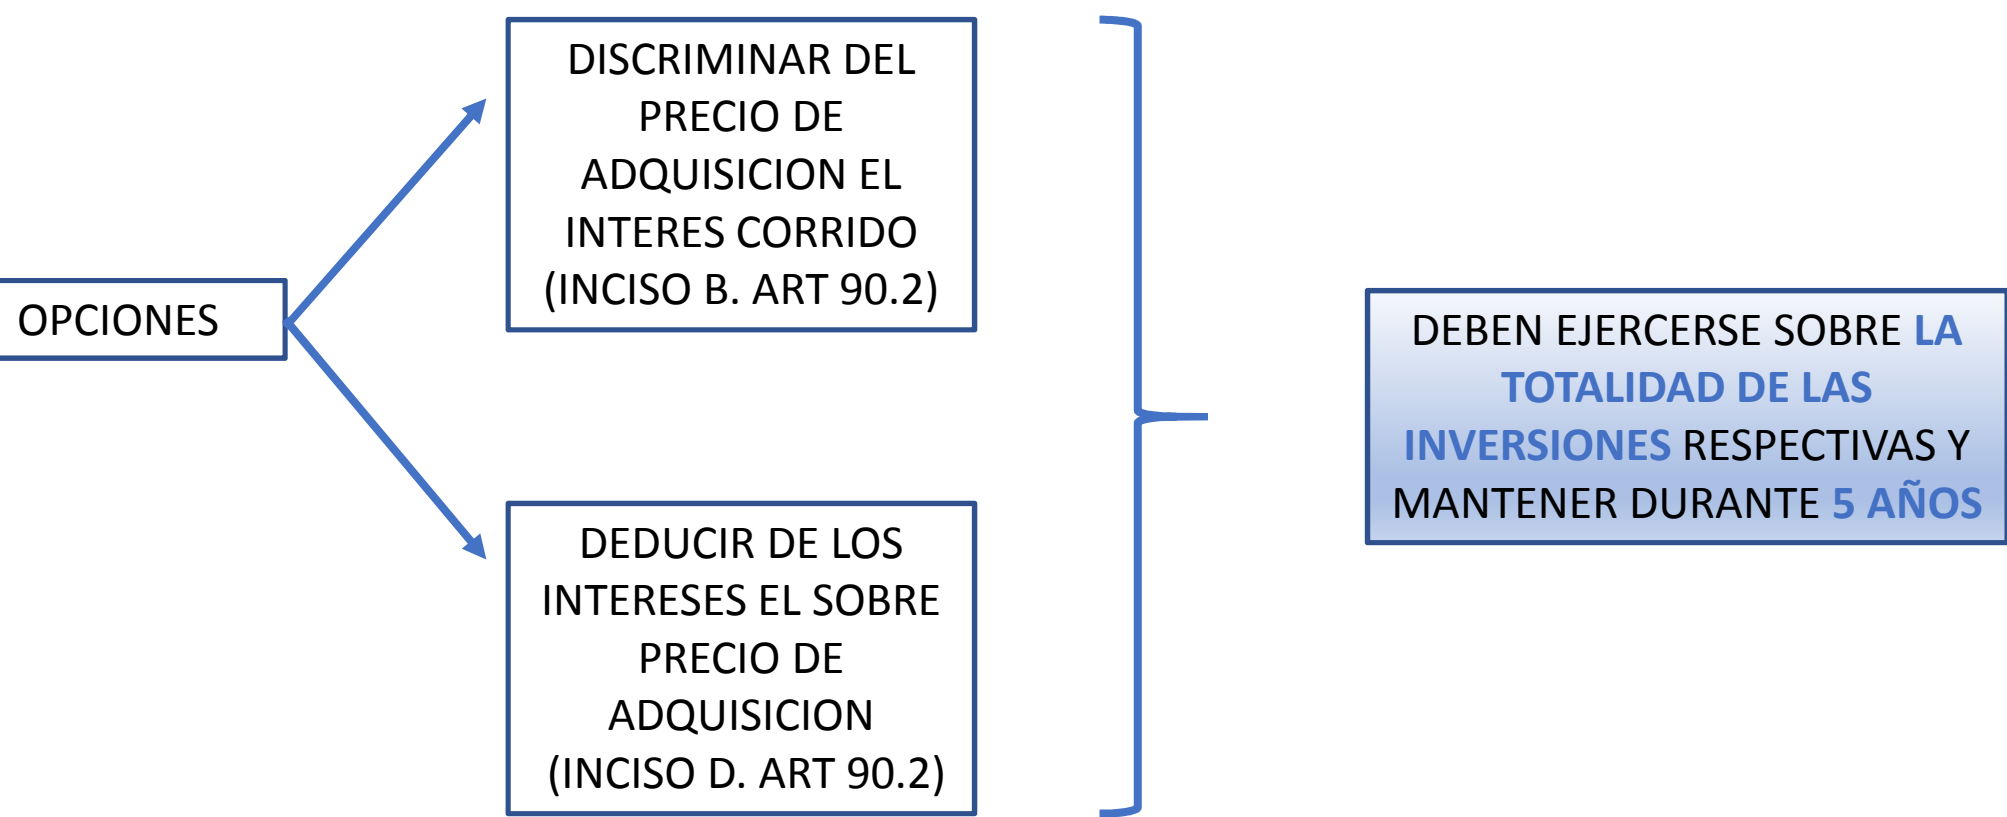 OPCIONES
DISCRIMINAR DEL
PRECIO DE
ADQUISICION EL
INTERES CORRIDO
(INCISO B. ART 90.2)
DEDUCIR DE LOS
INTERESES EL SOBRE
PRECIO DE
ADQUISICION
(INCISO D. ART 90.2)
DEBEN EJERCERSE SOBRE LA
TOTALIDAD DE LAS
INVERSIONES RESPECTIVAS Y
MANTENER DURANTE 5 AÑOS